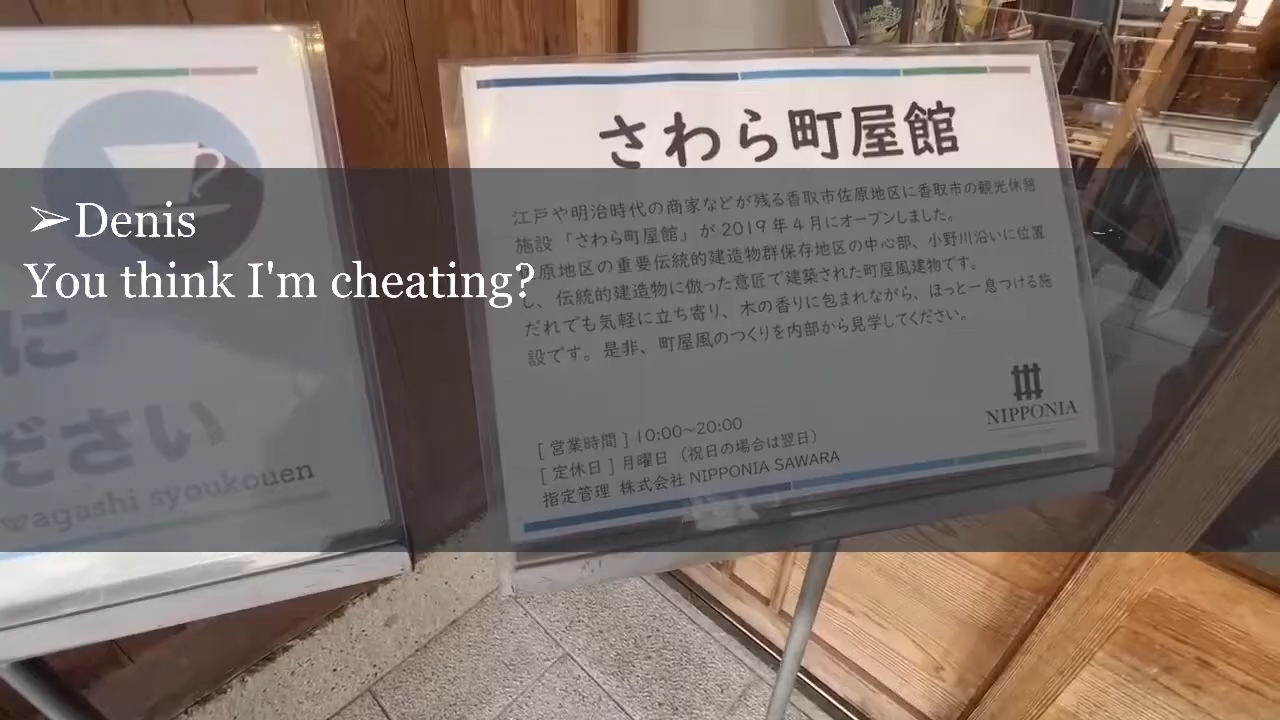 さわら町屋館
江戸や明治時代の商家などが残る香取市佐原地区に香取市の観光休憩
施設「さわら町屋館」が2019年4月にオープンしました。
原地区の重要伝統的建造物群保存地区の中心部、小野川沿いに位置
し、伝統的建造物に倣った意匠で建築された町屋風建物です。
だれでも気軽に立ち寄り、木の香りに包まれながら、ほっと一息つける施
設です。是非、町屋風のつくりを内部から見学してください。
NIPPONIA
[営業時間] 10:00~20:00
[定休日] 月曜日(祝日の場合は翌日)
指定管理 株式会社 NIPPONIA SAWARA
➢Denis
You think I'm cheating?
に
ださい
wagashi syoukouen